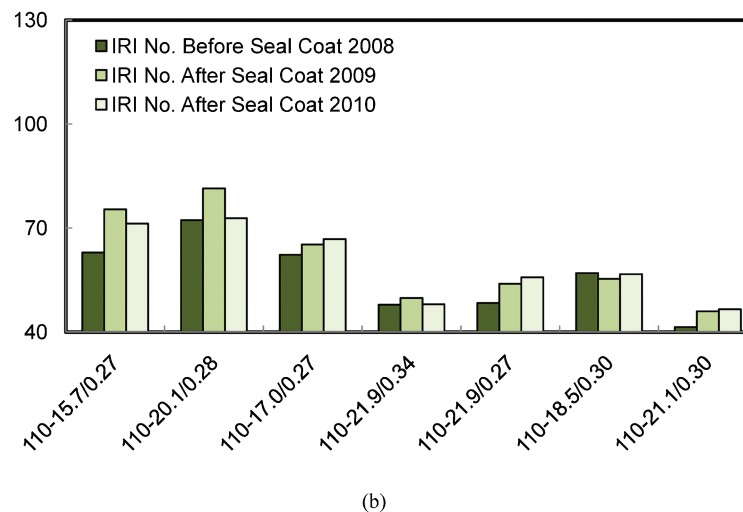 130
IRI No. Before Seal Coat 2008
IRI No. After Seal Coat 2009
100
IRI No. After Seal Coat 2010
70
40
110-15.7/0.27
110-20.1/0.28
110-17.0/0.27
110-21.9/0.34
110-21.9/0.27
110-18.5/0.30
110-21.1/0.30
(b)